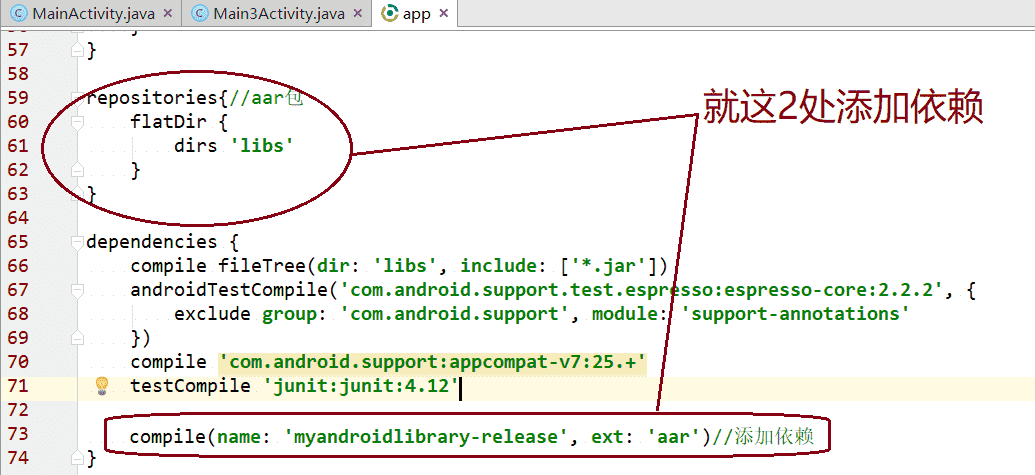 MainActivity.java × Main3Activity.java × app ×
57 }
58
59 repositories{//aar包
就这2处添加依赖
60 flatDir {
61 dirs 'libs'
62 }
63 }
64
65 dependencies {
66 compile fileTree(dir: 'libs', include: ['*.jar'])
67 androidTestCompile('com.android.support.test.espresso:espresso-core:2.2.2', {
68 exclude group: 'com.android.support', module: 'support-annotations'
69 })
70 compile 'com.android.support:appcompat-v7:25.+'
71 testCompile 'junit:junit:4.12'
72
73 compile(name: 'myandroidlibrary-release', ext: 'aar')//添加依赖
74 }